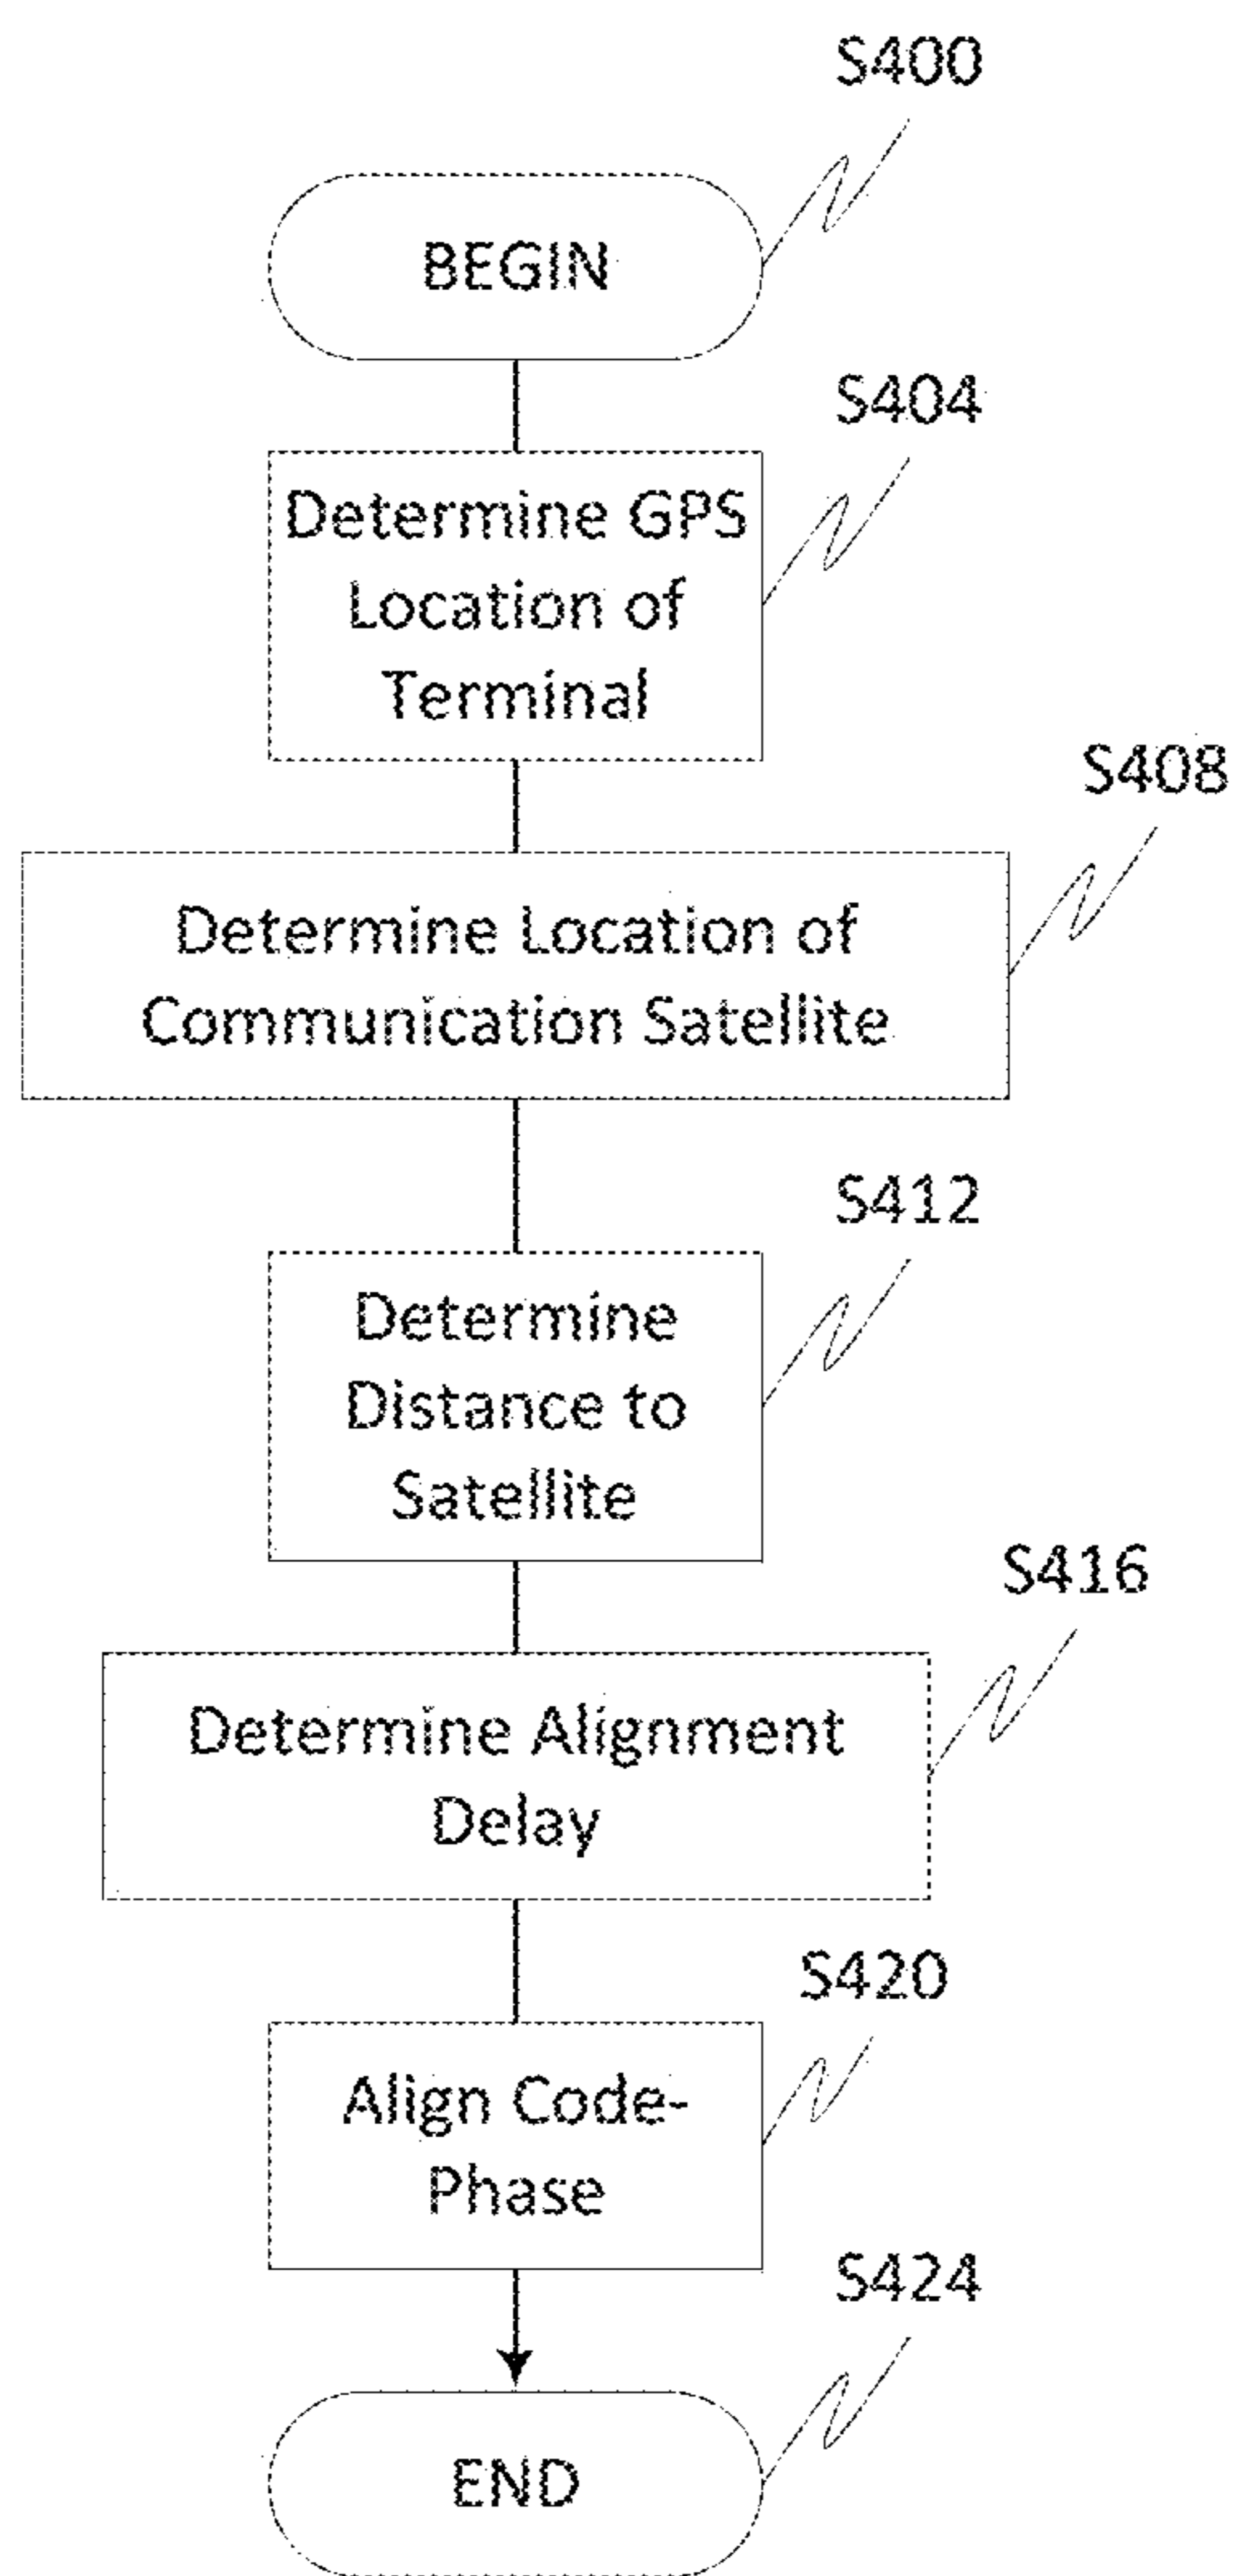 S400
BEGIN
S404
Determine GPS
Location of
Terminal
S408
Determine Location of
Communication Satellite
S412
Determine
Distance to
Satellite
S416
Determine Alignment
Delay
S420
Align Code-
Phase
S424
END